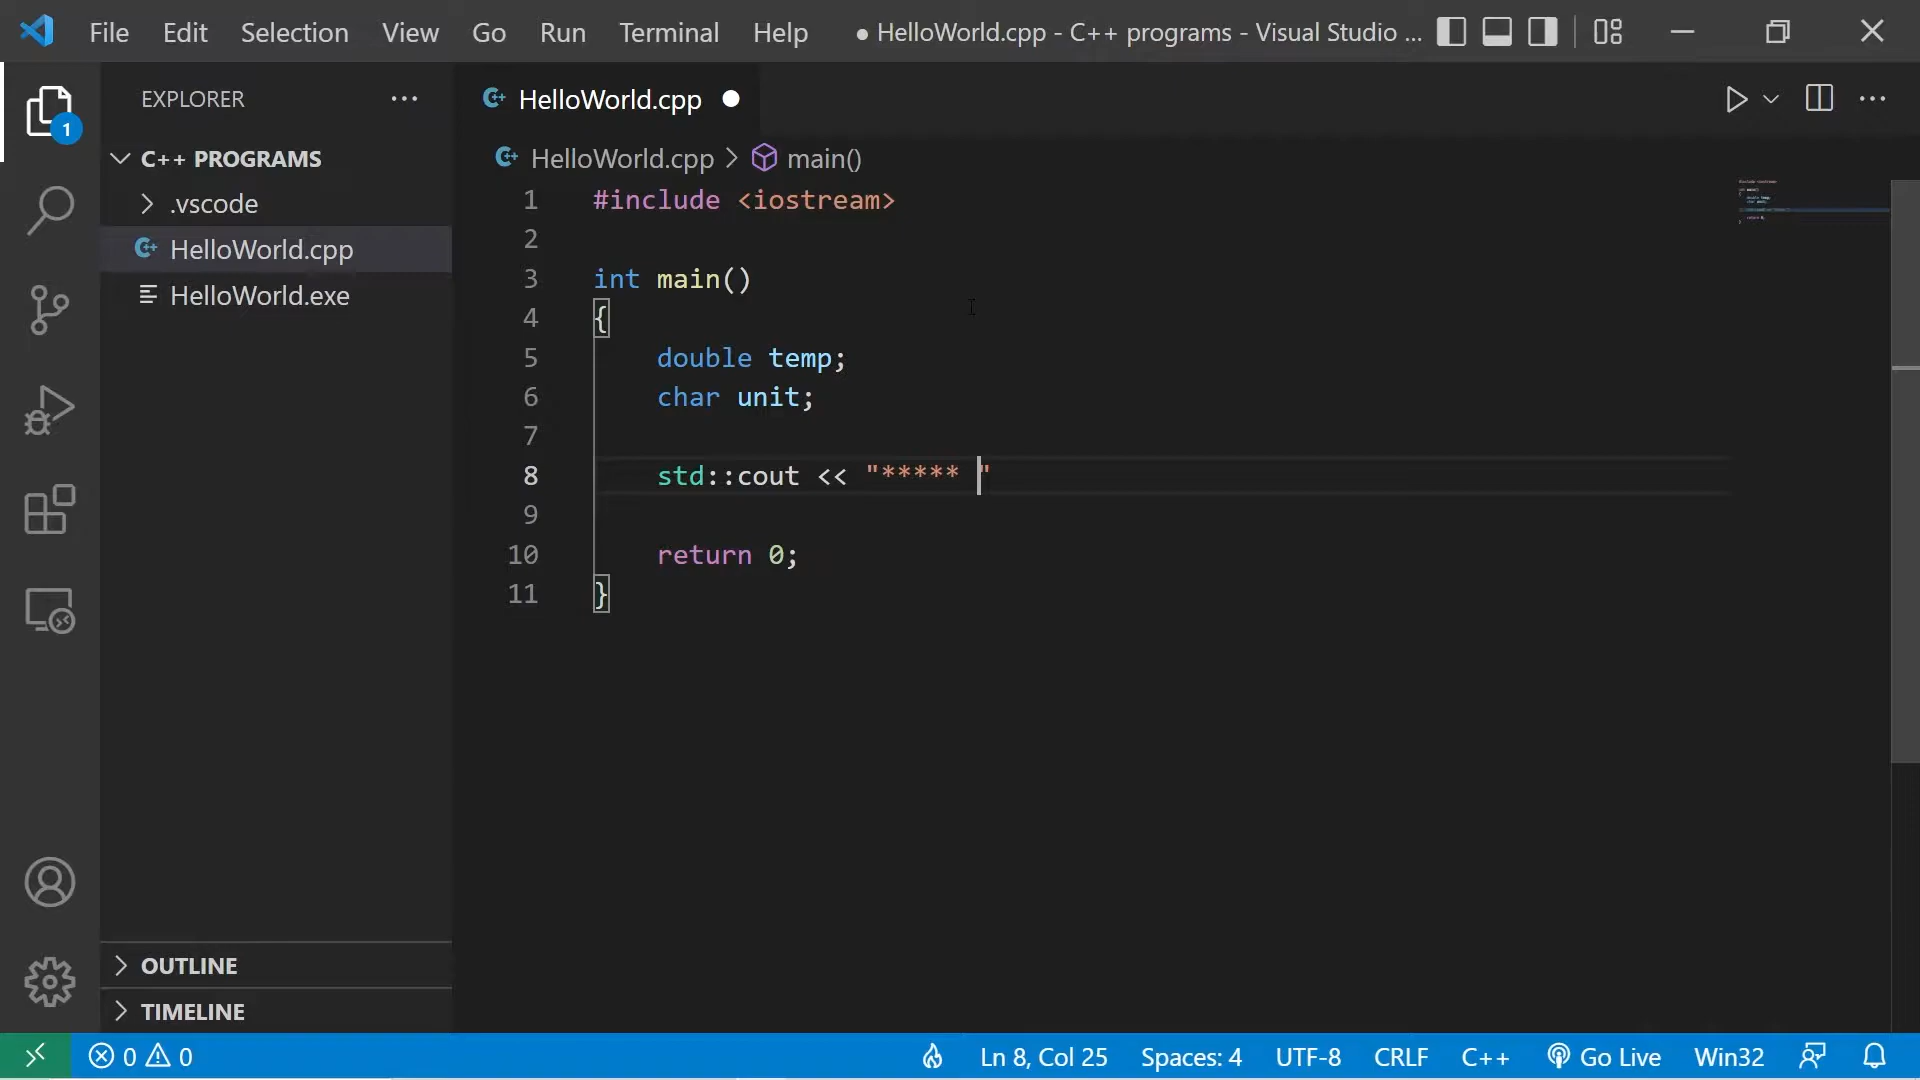 File Edit Selection View Go Run Terminal Help ● HelloWorld.cpp - C++ programs - Visual Studio ...
EXPLORER
1
C++ PROGRAMS
.vscode
HelloWorld.cpp
HelloWorld.exe
OUTLINE
TIMELINE
HelloWorld.cpp
HelloWorld.cpp > main()
1 #include <iostream>
2
3 int main()
4 {
5     double temp;
6     char unit;
7
8     std::cout << "***** "
9
10     return 0;
11 }
0 0 Ln 8, Col 25 Spaces: 4 UTF-8 CRLF C++ Go Live Win32